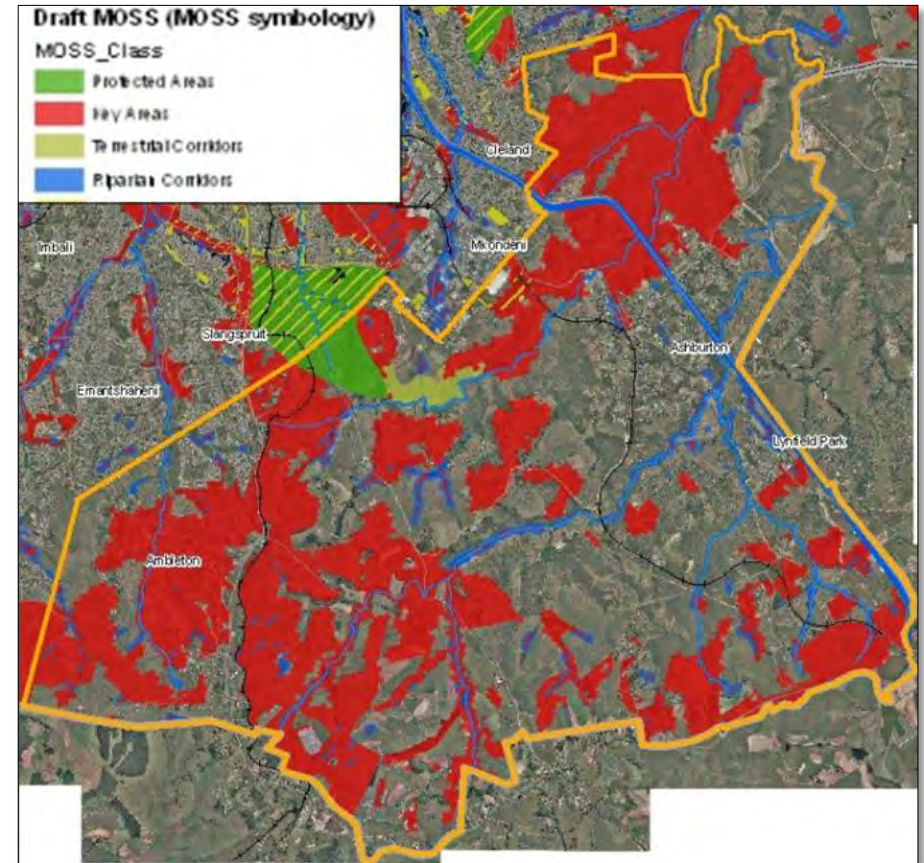 Draft MOSS (MOSS symbology)
MOSS_Class
Protected Areas
Key Areas
Terrestrial Corridors
Riparian Corridors
Cleland
Imbali
Mkondeni
Slangspruit
Ashburton
Emantshaheni
Lynfield Park
Ambleton